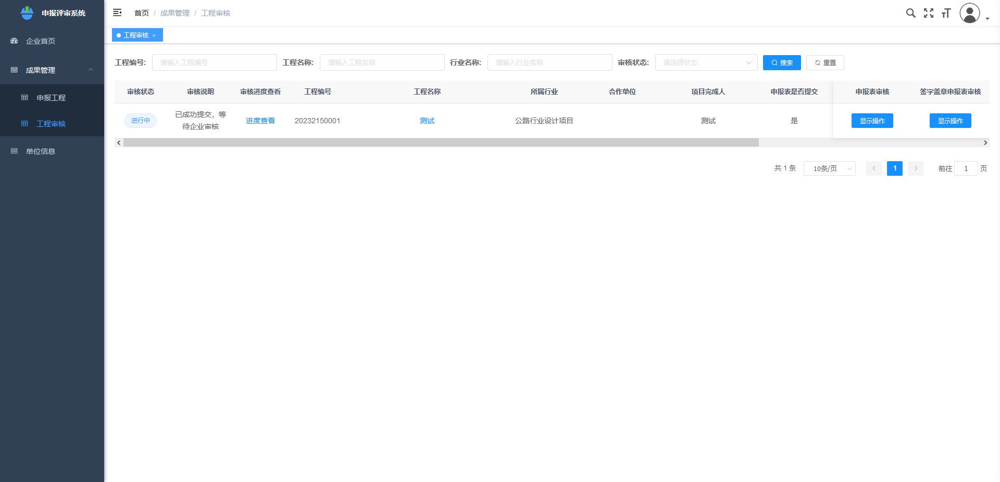 申报评审系统
首页 / 成果管理 / 工程审核
企业首页
成果管理
申报工程
工程审核
单位信息
工程审核 ×
工程编号: 请输入工程编号 工程名称: 请输入工程名称 行业名称: 请输入行业名称 审核状态: 请选择状态 搜索 重置
审核状态 审核说明 审核进度查看 工程编号 工程名称 所属行业 合作单位 项目完成人 申报表是否提交 申报表审核 签字盖章申报表审核
进行中 已成功提交，等待企业审核 进度查看 20232150001 测试 公路行业设计项目 测试 是 显示操作 显示操作
共 1 条 10条/页 1 前往 1 页